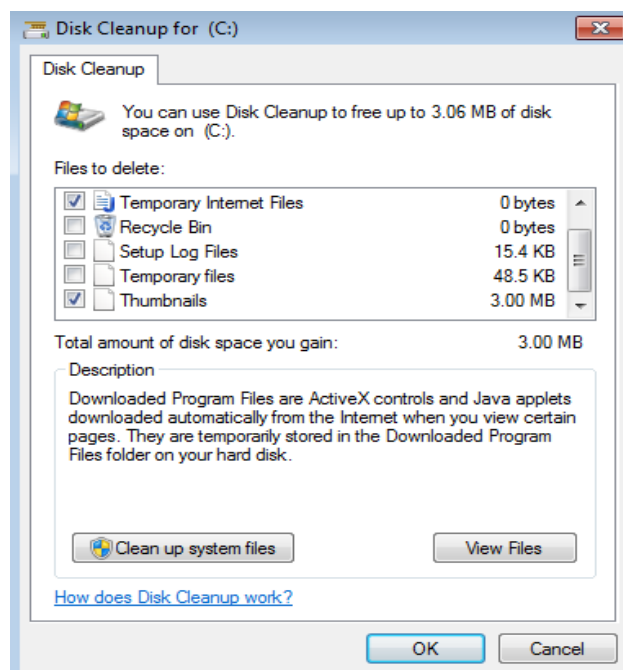 Disk Cleanup for (C:)
Disk Cleanup
You can use Disk Cleanup to free up to 3.06 MB of disk
space on (C:).
Files to delete:
Temporary Internet Files 0 bytes
Recycle Bin 0 bytes
Setup Log Files 15.4 KB
Temporary files 48.5 KB
Thumbnails 3.00 MB
Total amount of disk space you gain: 3.00 MB
Description
Downloaded Program Files are ActiveX controls and Java applets
downloaded automatically from the Internet when you view certain
pages. They are temporarily stored in the Downloaded Program
Files folder on your hard disk.
Clean up system files View Files
How does Disk Cleanup work?
OK Cancel